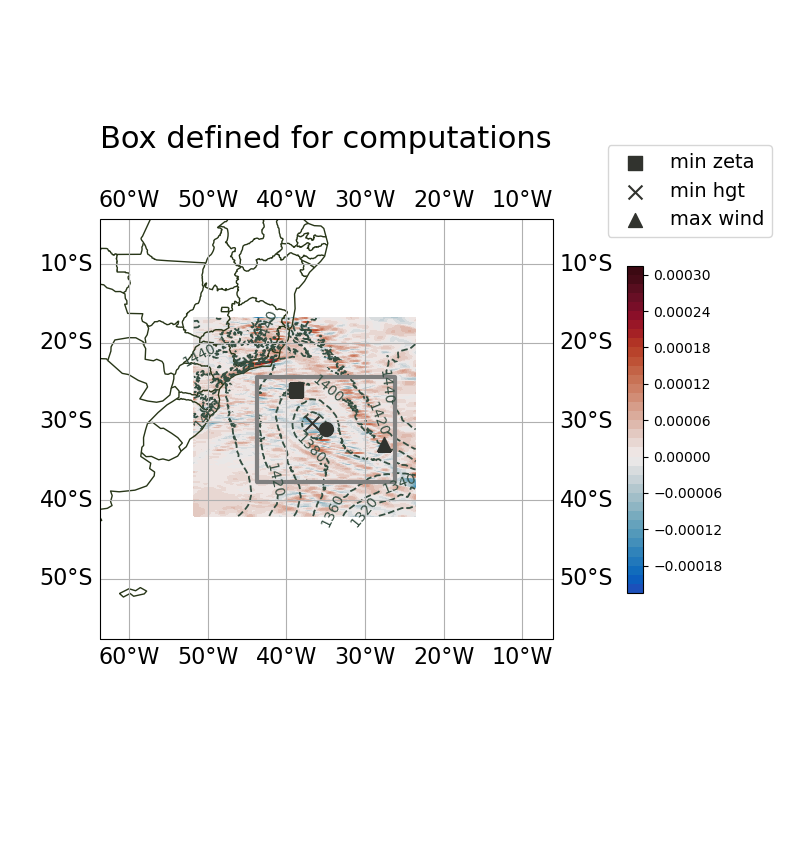 Box defined for computations
min zeta
min hgt
max wind
60°W 50°W 40°W 30°W 20°W 10°W
10°S 10°S
20°S 20°S
30°S 30°S
40°S 40°S
50°S 50°S
60°W 50°W 40°W 30°W 20°W 10°W
1440
1400
1440
1420
1380
1420
1340
1360
1320
0.00030
0.00024
0.00018
0.00012
0.00006
0.00000
−0.00006
−0.00012
−0.00018